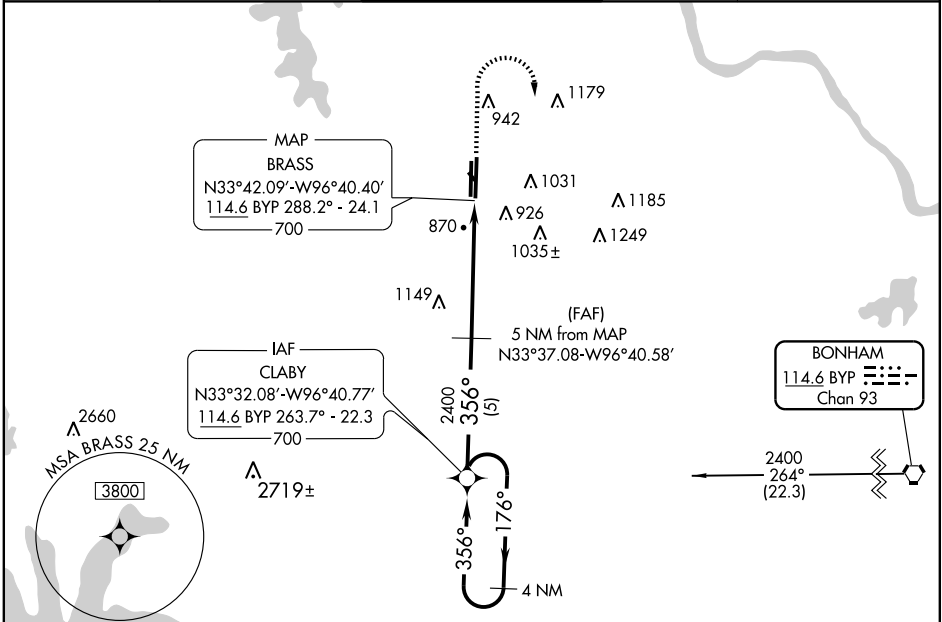 942
1179
MAP
BRASS
N33°42.09'-W96°40.40'
114.6 BYP 288.2° - 24.1
700
1031
926
1185
870
1035±
1249
1149
(FAF)
5 NM from MAP
N33°37.08-W96°40.58'
IAF
CLABY
N33°32.08'-W96°40.77'
114.6 BYP 263.7° - 22.3
700
2400
356°
(5)
BONHAM
114.6 BYP
Chan 93
2660
MSA BRASS 25 NM
3800
2719±
2400
264°
(22.3)
356°
176°
4 NM